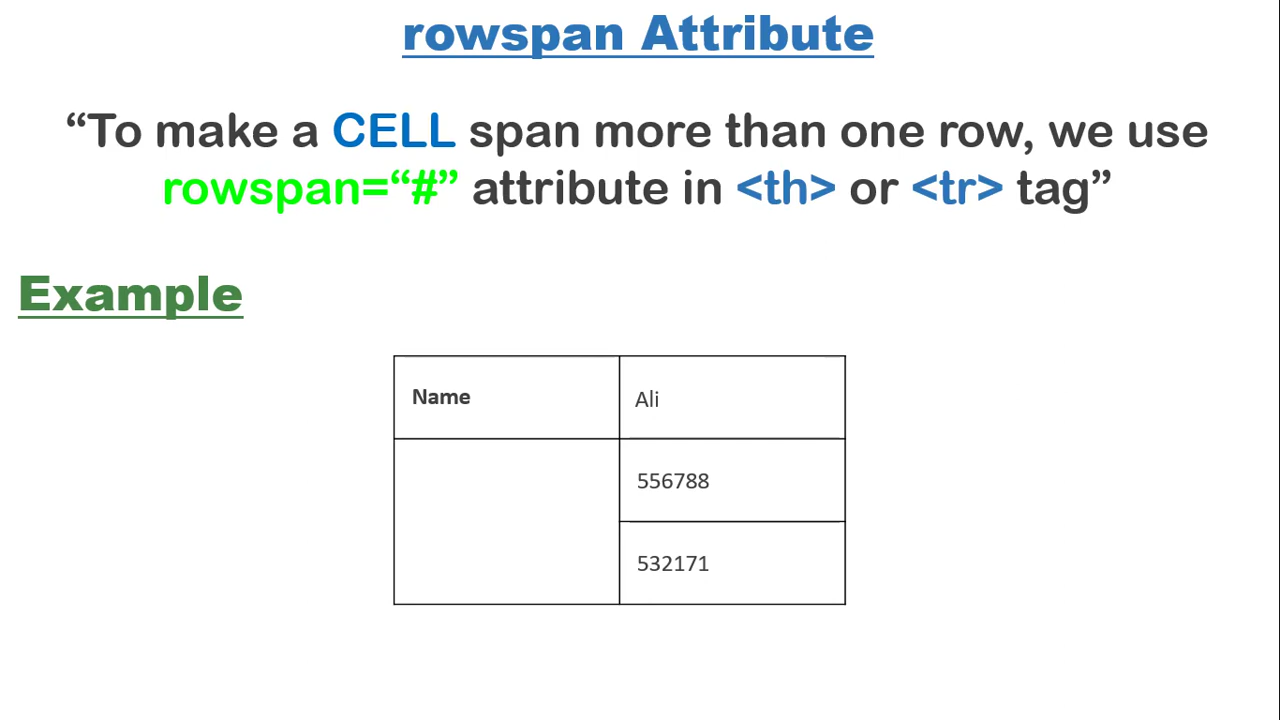 rowspan Attribute
“To make a CELL span more than one row, we use
rowspan=“#” attribute in <th> or <tr> tag”
Example
Name Ali
556788
532171